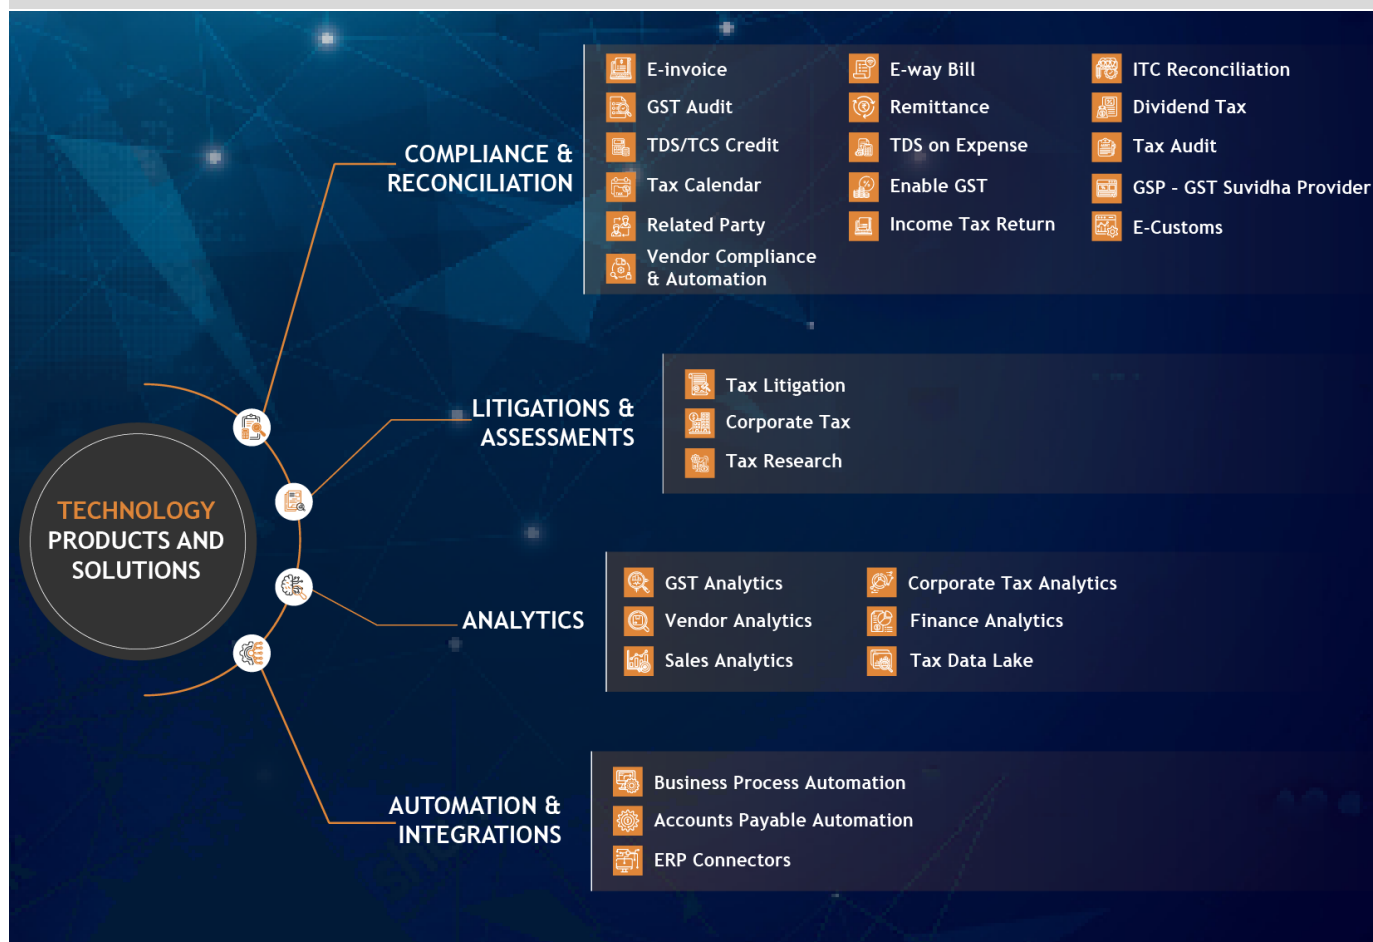 TECHNOLOGY
PRODUCTS AND
SOLUTIONS
COMPLIANCE &
RECONCILIATION
E-invoice
E-way Bill
ITC Reconciliation
GST Audit
Remittance
Dividend Tax
TDS/TCS Credit
TDS on Expense
Tax Audit
Tax Calendar
Enable GST
GSP - GST Suvidha Provider
Related Party
Income Tax Return
E-Customs
Vendor Compliance
& Automation
LITIGATIONS &
ASSESSMENTS
Tax Litigation
Corporate Tax
Tax Research
ANALYTICS
GST Analytics
Corporate Tax Analytics
Vendor Analytics
Finance Analytics
Sales Analytics
Tax Data Lake
AUTOMATION &
INTEGRATIONS
Business Process Automation
Accounts Payable Automation
ERP Connectors